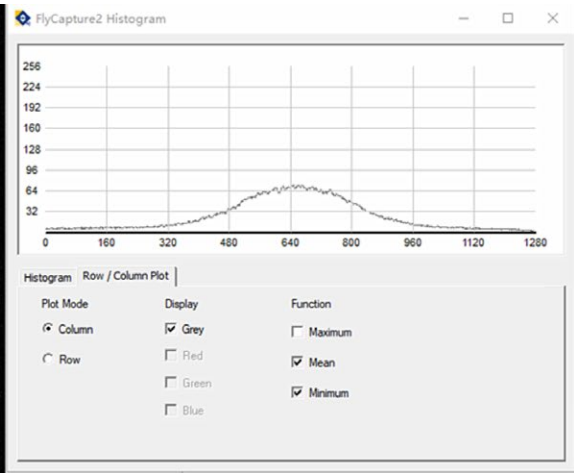 FlyCapture2 Histogram
256
224
192
160
128
96
64
32
0 160 320 480 640 800 960 1120 1280
Histogram Row / Column Plot
Plot Mode Display Function
Column Grey Maximum
Row Red Mean
Green Minimum
Blue